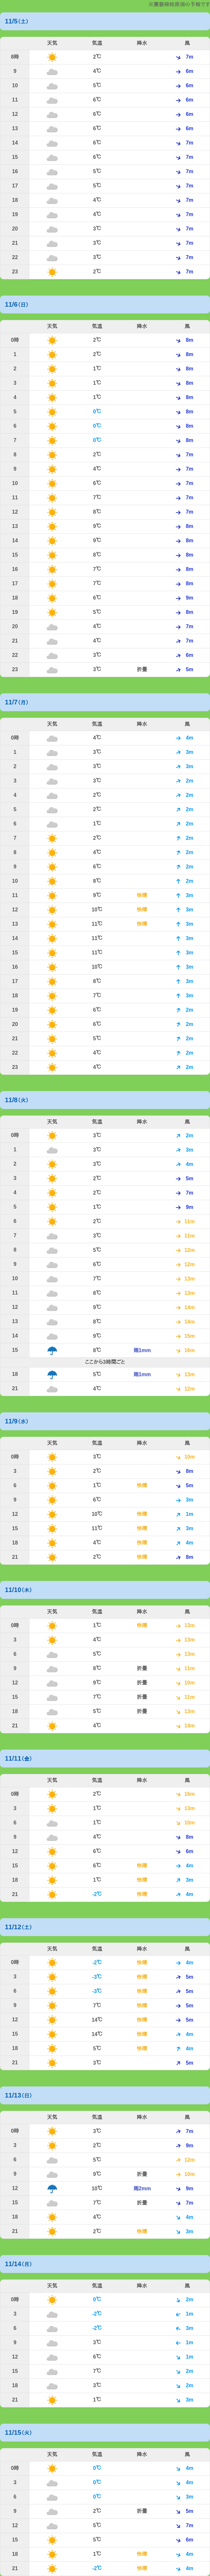 の予報です
11/5(土)
天気 気温 降水 風
8時 2℃ 7m
9 4℃ 6m
10 5℃ 6m
11 6℃ 6m
12 6℃ 6m
13 6℃ 6m
14 6℃ 7m
15 6℃ 7m
16 5℃ 7m
17 5℃ 7m
18 4℃ 7m
19 4℃ 7m
20 3℃ 7m
21 3℃ 7m
22 3℃ 7m
23 2℃ 7m
11/6(日)
天気 気温 降水 風
0時 2℃ 8m
1 2℃ 8m
2 1℃ 8m
3 1℃ 8m
4 1℃ 8m
5 0℃ 8m
6 0℃ 8m
7 0℃ 8m
8 2℃ 7m
9 4℃ 7m
10 6℃ 7m
11 7℃ 7m
12 8℃ 7m
13 9℃ 8m
14 9℃ 8m
15 8℃ 8m
16 7℃ 8m
17 7℃ 8m
18 6℃ 9m
19 5℃ 8m
20 4℃ 7m
21 4℃ 7m
22 3℃ 6m
23 3℃ 折畳 5m
11/7(月)
天気 気温 降水 風
0時 4℃ 4m
1 3℃ 3m
2 3℃ 3m
3 3℃ 2m
4 2℃ 2m
5 2℃ 2m
6 1℃ 2m
7 2℃ 2m
8 4℃ 2m
9 6℃ 2m
10 8℃ 2m
11 9℃ 快晴 3m
12 10℃ 快晴 3m
13 11℃ 快晴 3m
14 11℃ 3m
15 11℃ 3m
16 10℃ 3m
17 8℃ 3m
18 7℃ 3m
19 6℃ 2m
20 6℃ 2m
21 5℃ 2m
22 4℃ 2m
23 4℃ 2m
11/8(火)
天気 気温 降水 風
0時 3℃ 2m
1 3℃ 3m
2 3℃ 4m
3 2℃ 5m
4 2℃ 7m
5 1℃ 9m
6 2℃ 11m
7 3℃ 11m
8 5℃ 12m
9 6℃ 12m
10 7℃ 13m
11 8℃ 13m
12 9℃ 14m
13 8℃ 14m
14 9℃ 15m
15 8℃ 雨1mm 16m
ここから3時間ごと
18 5℃ 雨1mm 13m
21 4℃ 12m
11/9(水)
天気 気温 降水 風
0時 3℃ 10m
3 2℃ 8m
6 1℃ 快晴 5m
9 6℃ 3m
12 10℃ 快晴 1m
15 11℃ 快晴 3m
18 4℃ 快晴 4m
21 2℃ 快晴 8m
11/10(木)
天気 気温 降水 風
0時 1℃ 快晴 13m
3 4℃ 13m
6 5℃ 13m
9 8℃ 折畳 11m
12 9℃ 折畳 10m
15 7℃ 折畳 11m
18 5℃ 折畳 13m
21 4℃ 14m
11/11(金)
天気 気温 降水 風
0時 2℃ 16m
3 1℃ 13m
6 1℃ 10m
9 4℃ 8m
12 6℃ 6m
15 6℃ 快晴 4m
18 1℃ 快晴 3m
21 -2℃ 快晴 4m
11/12(土)
天気 気温 降水 風
0時 -2℃ 快晴 4m
3 -3℃ 快晴 5m
6 -3℃ 快晴 5m
9 7℃ 快晴 5m
12 14℃ 快晴 5m
15 14℃ 快晴 4m
18 5℃ 快晴 4m
21 3℃ 5m
11/13(日)
天気 気温 降水 風
0時 3℃ 7m
3 2℃ 9m
6 5℃ 12m
9 9℃ 折畳 10m
12 10℃ 雨2mm 9m
15 7℃ 折畳 7m
18 4℃ 4m
21 2℃ 快晴 3m
11/14(月)
天気 気温 降水 風
0時 0℃ 2m
3 -2℃ 1m
6 -2℃ 3m
9 3℃ 1m
12 6℃ 1m
15 7℃ 2m
18 3℃ 2m
21 1℃ 3m
11/15(火)
天気 気温 降水 風
0時 0℃ 4m
3 0℃ 4m
6 0℃ 3m
9 2℃ 折畳 5m
12 5℃ 7m
15 5℃ 6m
18 1℃ 快晴 4m
21 -2℃ 快晴 4m